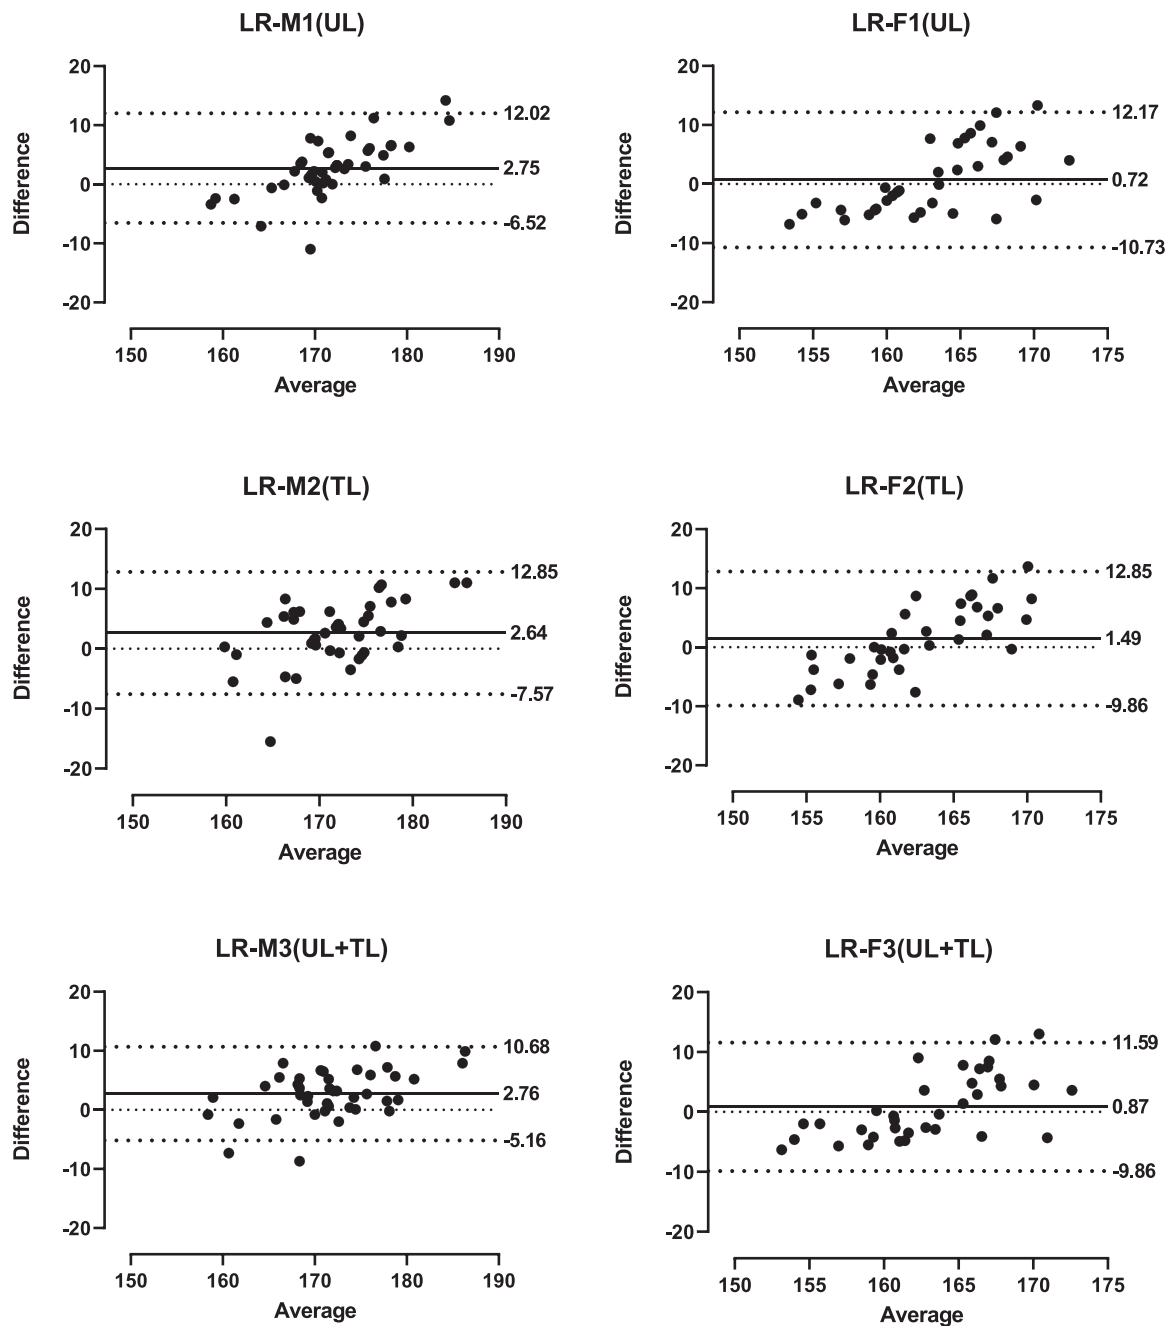 LR-M1(UL)
20
10
0
-10
-20
Difference
12.02
2.75
-6.52
150 160 170 180 190
Average
LR-F1(UL)
20
10
0
-10
-20
Difference
12.17
0.72
-10.73
150 155 160 165 170 175
Average
LR-M2(TL)
20
10
0
-10
-20
Difference
12.85
2.64
-7.57
150 160 170 180 190
Average
LR-F2(TL)
20
10
0
-10
-20
Difference
12.85
1.49
-9.86
150 155 160 165 170 175
Average
LR-M3(UL+TL)
20
10
0
-10
-20
Difference
10.68
2.76
-5.16
150 160 170 180 190
Average
LR-F3(UL+TL)
20
10
0
-10
-20
Difference
11.59
0.87
-9.86
150 155 160 165 170 175
Average